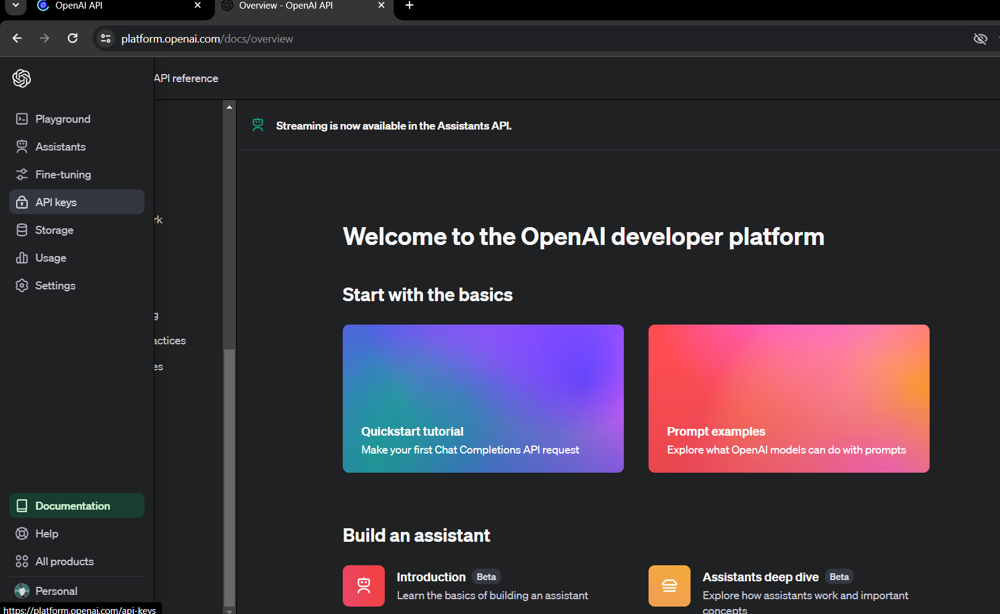 OpenAI API
Overview - OpenAI API
platform.openai.com/docs/overview
API reference
Playground
Assistants
Fine-tuning
API keys
Storage
Usage
Settings
rk
g
actices
es
Documentation
Help
All products
Personal
https://platform.openai.com/api-keys
Streaming is now available in the Assistants API.
Welcome to the OpenAI developer platform
Start with the basics
Quickstart tutorial
Make your first Chat Completions API request
Prompt examples
Explore what OpenAI models can do with prompts
Build an assistant
Introduction Beta
Learn the basics of building an assistant
Assistants deep dive Beta
Explore how assistants work and important
concepts